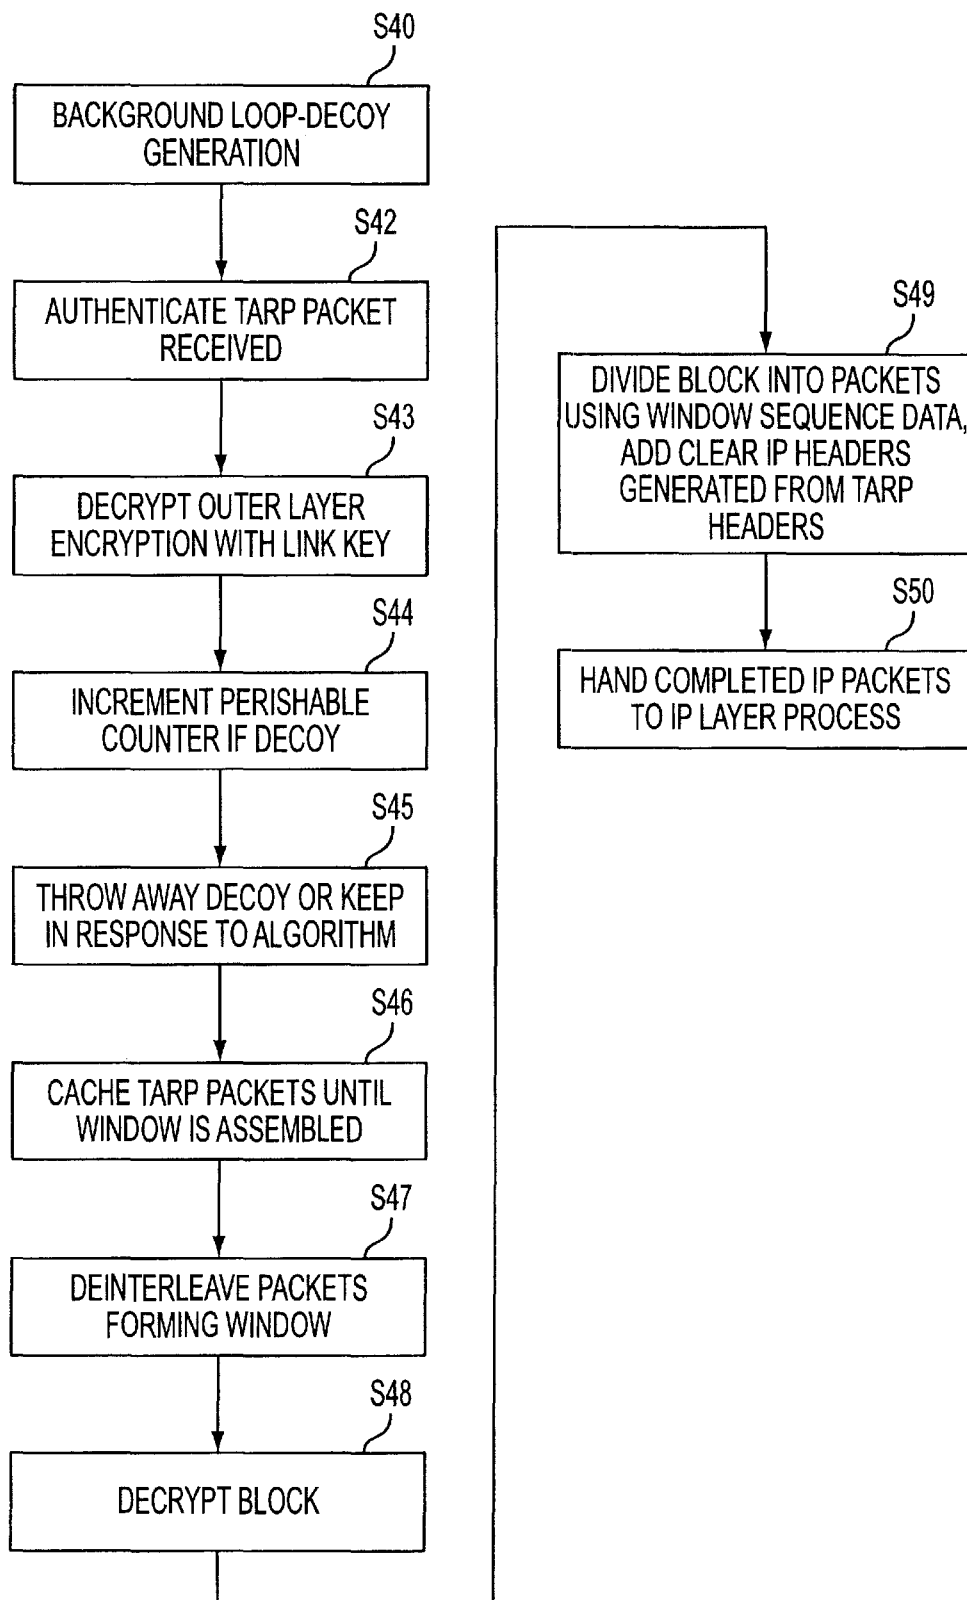 S40
BACKGROUND LOOP-DECOY
GENERATION
S42
AUTHENTICATE TARP PACKET
RECEIVED
S43
DECRYPT OUTER LAYER
ENCRYPTION WITH LINK KEY
S44
INCREMENT PERISHABLE
COUNTER IF DECOY
S45
THROW AWAY DECOY OR KEEP
IN RESPONSE TO ALGORITHM
S46
CACHE TARP PACKETS UNTIL
WINDOW IS ASSEMBLED
S47
DEINTERLEAVE PACKETS
FORMING WINDOW
S48
DECRYPT BLOCK
S49
DIVIDE BLOCK INTO PACKETS
USING WINDOW SEQUENCE DATA,
ADD CLEAR IP HEADERS
GENERATED FROM TARP
HEADERS
S50
HAND COMPLETED IP PACKETS
TO IP LAYER PROCESS